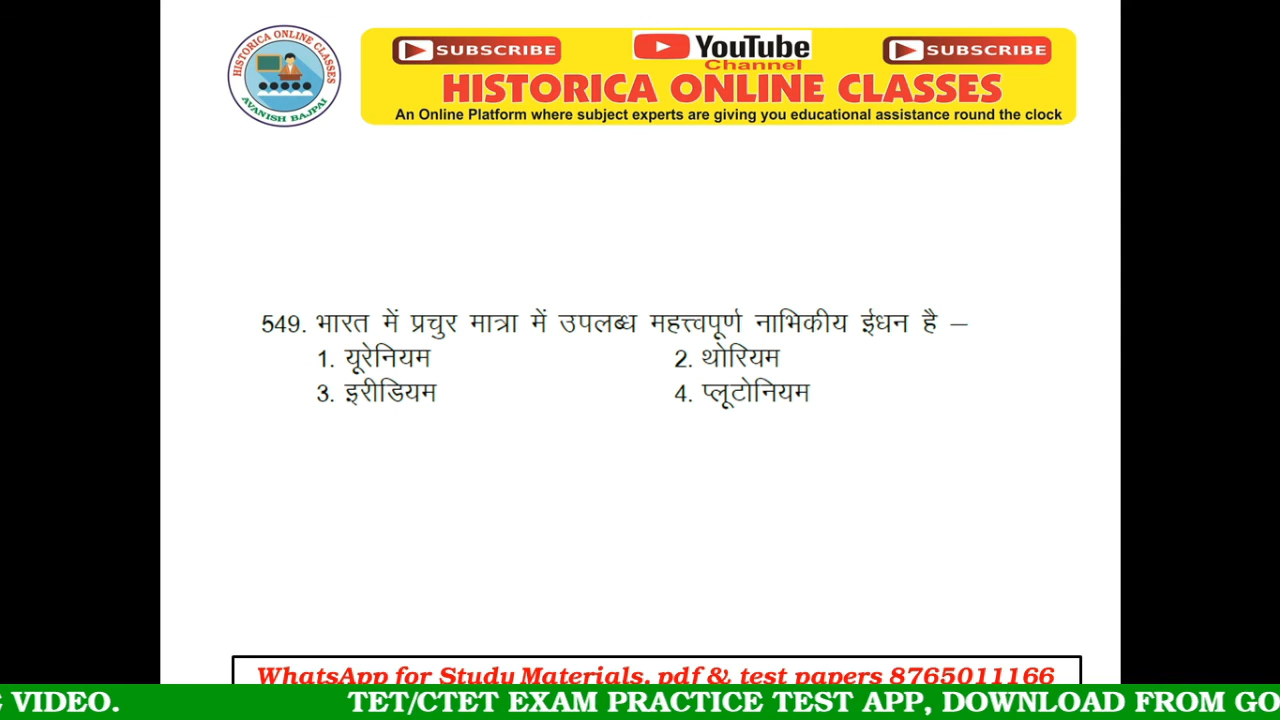 HISTORICA ONLINE CLASSES
AVANISH BAJPAI
SUBSCRIBE
YouTube
SUBSCRIBE
Channel
HISTORICA ONLINE CLASSES
An Online Platform where subject experts are giving you educational assistance round the clock
549. भारत में प्रचुर मात्रा में उपलब्ध महत्त्वपूर्ण नाभिकीय ईधन है –
1. यूरेनियम 2. थोरियम
3. इरीडियम 4. प्लूटोनियम
WhatsApp for Study Materials, pdf & test papers 8765011166
VIDEO. TET/CTET EXAM PRACTICE TEST APP, DOWNLOAD FROM GO